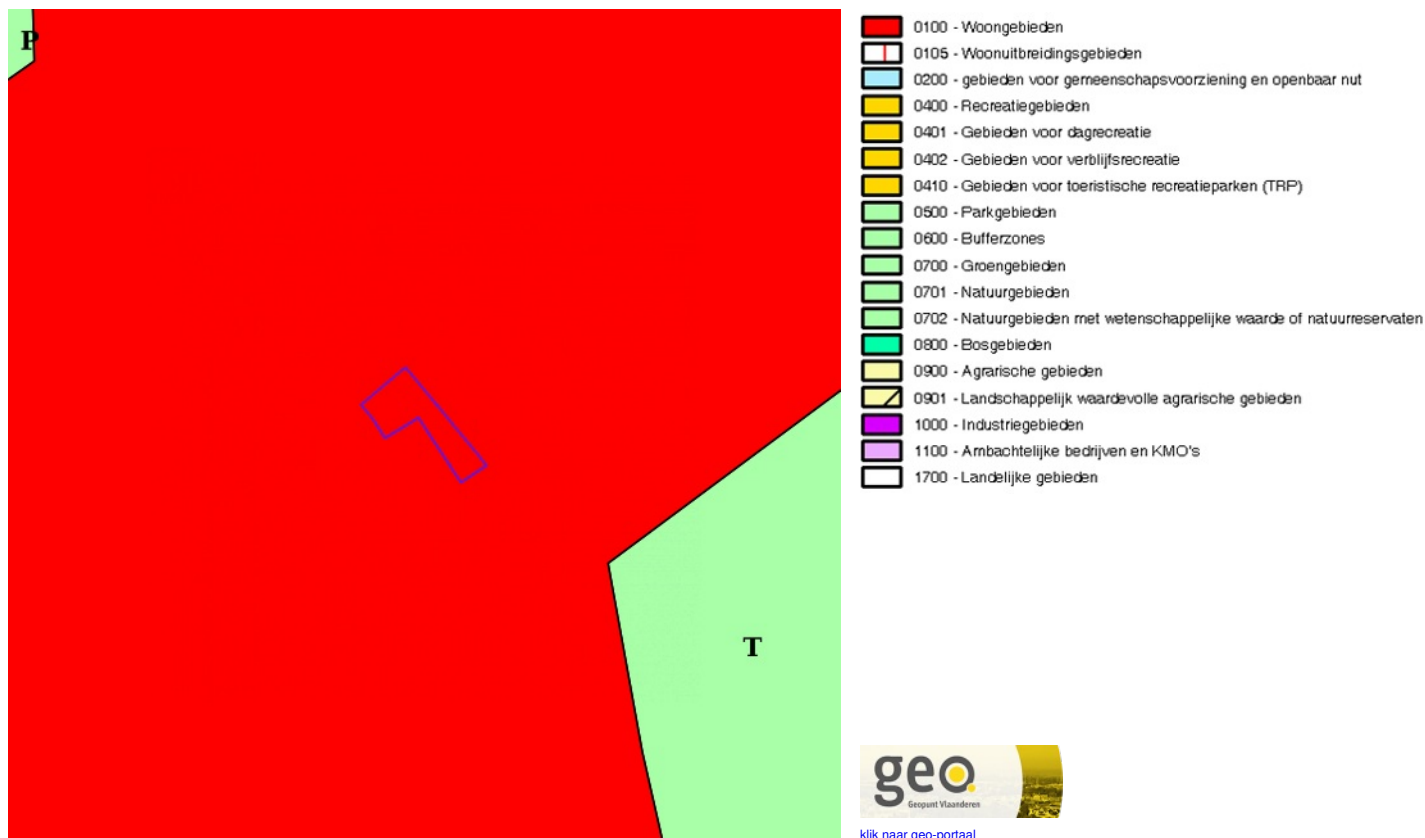 P
T
0100 - Woongebieden
0105 - Woonuitbreidingsgebieden
0200 - gebieden voor gemeenschapsvoorziening en openbaar nut
0400 - Recreatiegebieden
0401 - Gebieden voor dagrecreatie
0402 - Gebieden voor verblijfsrecreatie
0410 - Gebieden voor toeristische recreatieparken (TRP)
0500 - Parkgebieden
0600 - Bufferzones
0700 - Groengebieden
0701 - Natuurgebieden
0702 - Natuurgebieden met wetenschappelijke waarde of natuurreservaten
0800 - Bosgebieden
0900 - Agrarische gebieden
0901 - Landschappelijk waardevolle agrarische gebieden
1000 - Industriegebieden
1100 - Ambachtelijke bedrijven en KMO's
1700 - Landelijke gebieden
geo
Geopunt Vlaanderen
klik naar geo-portaal